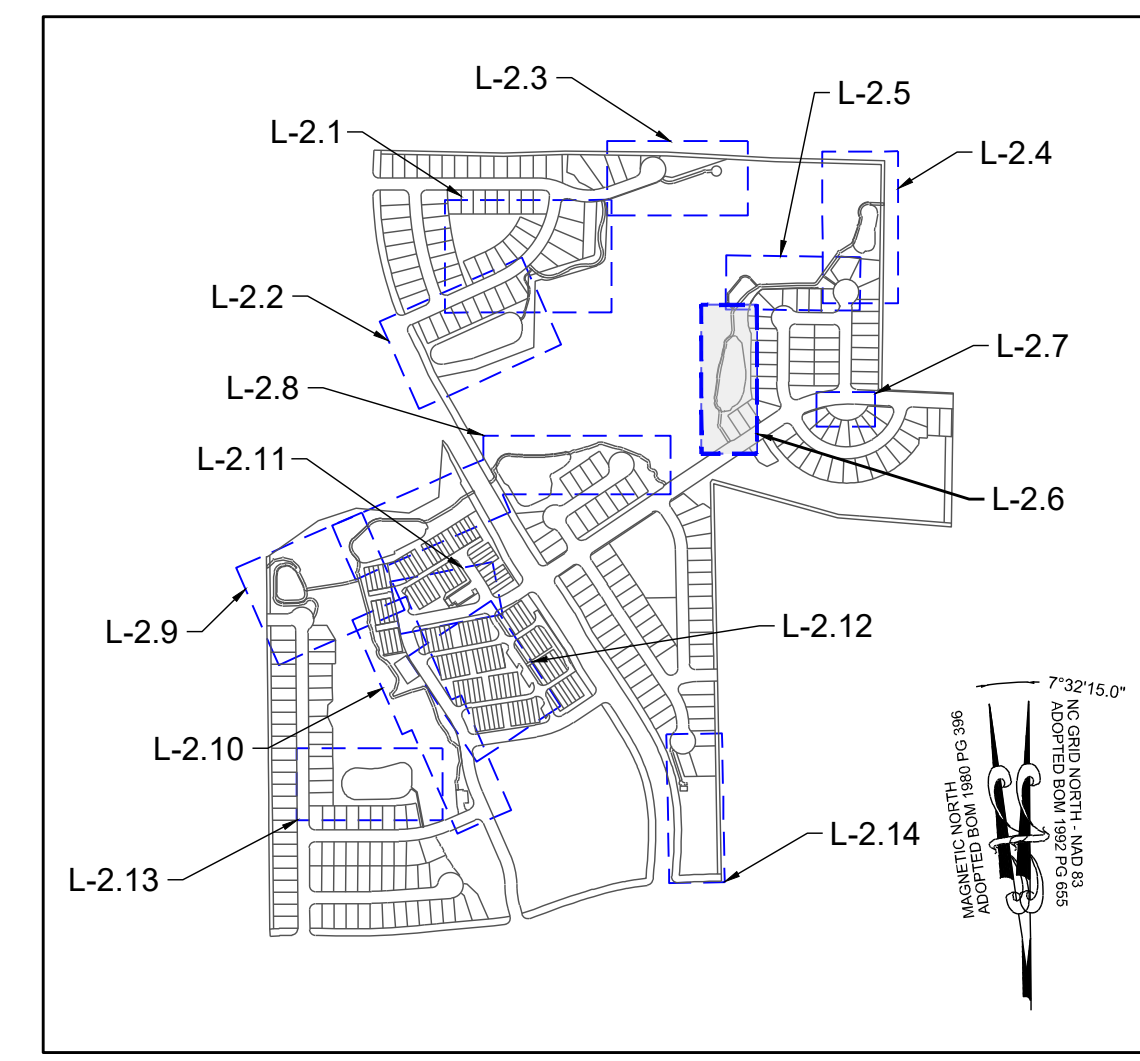 L-2.3
L-2.5
L-2.1
L-2.4
L-2.2
L-2.7
L-2.8
L-2.11
L-2.6
L-2.9
L-2.12
L-2.10
L-2.14
L-2.13
7°32'15.0"
NC GRID NORTH - NAD 83
ADOPTED BOM 1992 PG 655
MAGNETIC NORTH
ADOPTED BOM 1980 PG 396